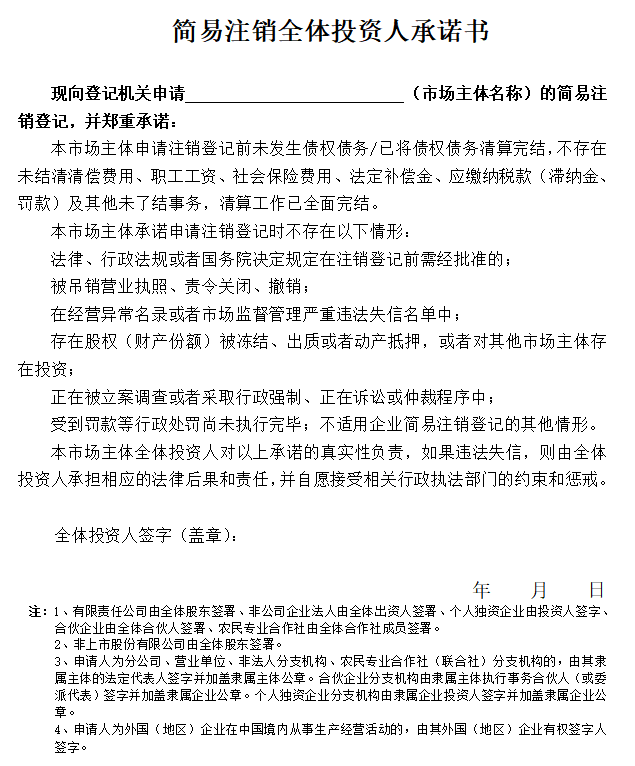 简易注销全体投资人承诺书
现向登记机关申请__________________________（市场主体名称）的简易注
销登记，并郑重承诺：
本市场主体申请注销登记前未发生债权债务/已将债权债务清算完结，不存在
未结清清偿费用、职工工资、社会保险费用、法定补偿金、应缴纳税款（滞纳金、
罚款）及其他未了结事务，清算工作已全面完结。
本市场主体承诺申请注销登记时不存在以下情形：
法律、行政法规或者国务院决定规定在注销登记前需经批准的；
被吊销营业执照、责令关闭、撤销；
在经营异常名录或者市场监督管理严重违法失信名单中；
存在股权（财产份额）被冻结、出质或者动产抵押，或者对其他市场主体存
在投资；
正在被立案调查或者采取行政强制、正在诉讼或仲裁程序中；
受到罚款等行政处罚尚未执行完毕；不适用企业简易注销登记的其他情形。
本市场主体全体投资人对以上承诺的真实性负责，如果违法失信，则由全体
投资人承担相应的法律后果和责任，并自愿接受相关行政执法部门的约束和惩戒。
全体投资人签字（盖章）：
年 月 日
注：1、有限责任公司由全体股东签署、非公司企业法人由全体出资人签署、个人独资企业由投资人签字、
合伙企业由全体合伙人签署、农民专业合作社由全体合作社成员签署。
2、非上市股份有限公司由全体股东签署。
3、申请人为分公司、营业单位、非法人分支机构、农民专业合作社（联合社）分支机构的，由其隶
属主体的法定代表人签字并加盖隶属主体公章。合伙企业分支机构由隶属主体执行事务合伙人（或委
派代表）签字并加盖隶属企业公章。个人独资企业分支机构由隶属企业投资人签字并加盖隶属企业公
章。
4、申请人为外国（地区）企业在中国境内从事生产经营活动的，由其外国（地区）企业有权签字人
签字。